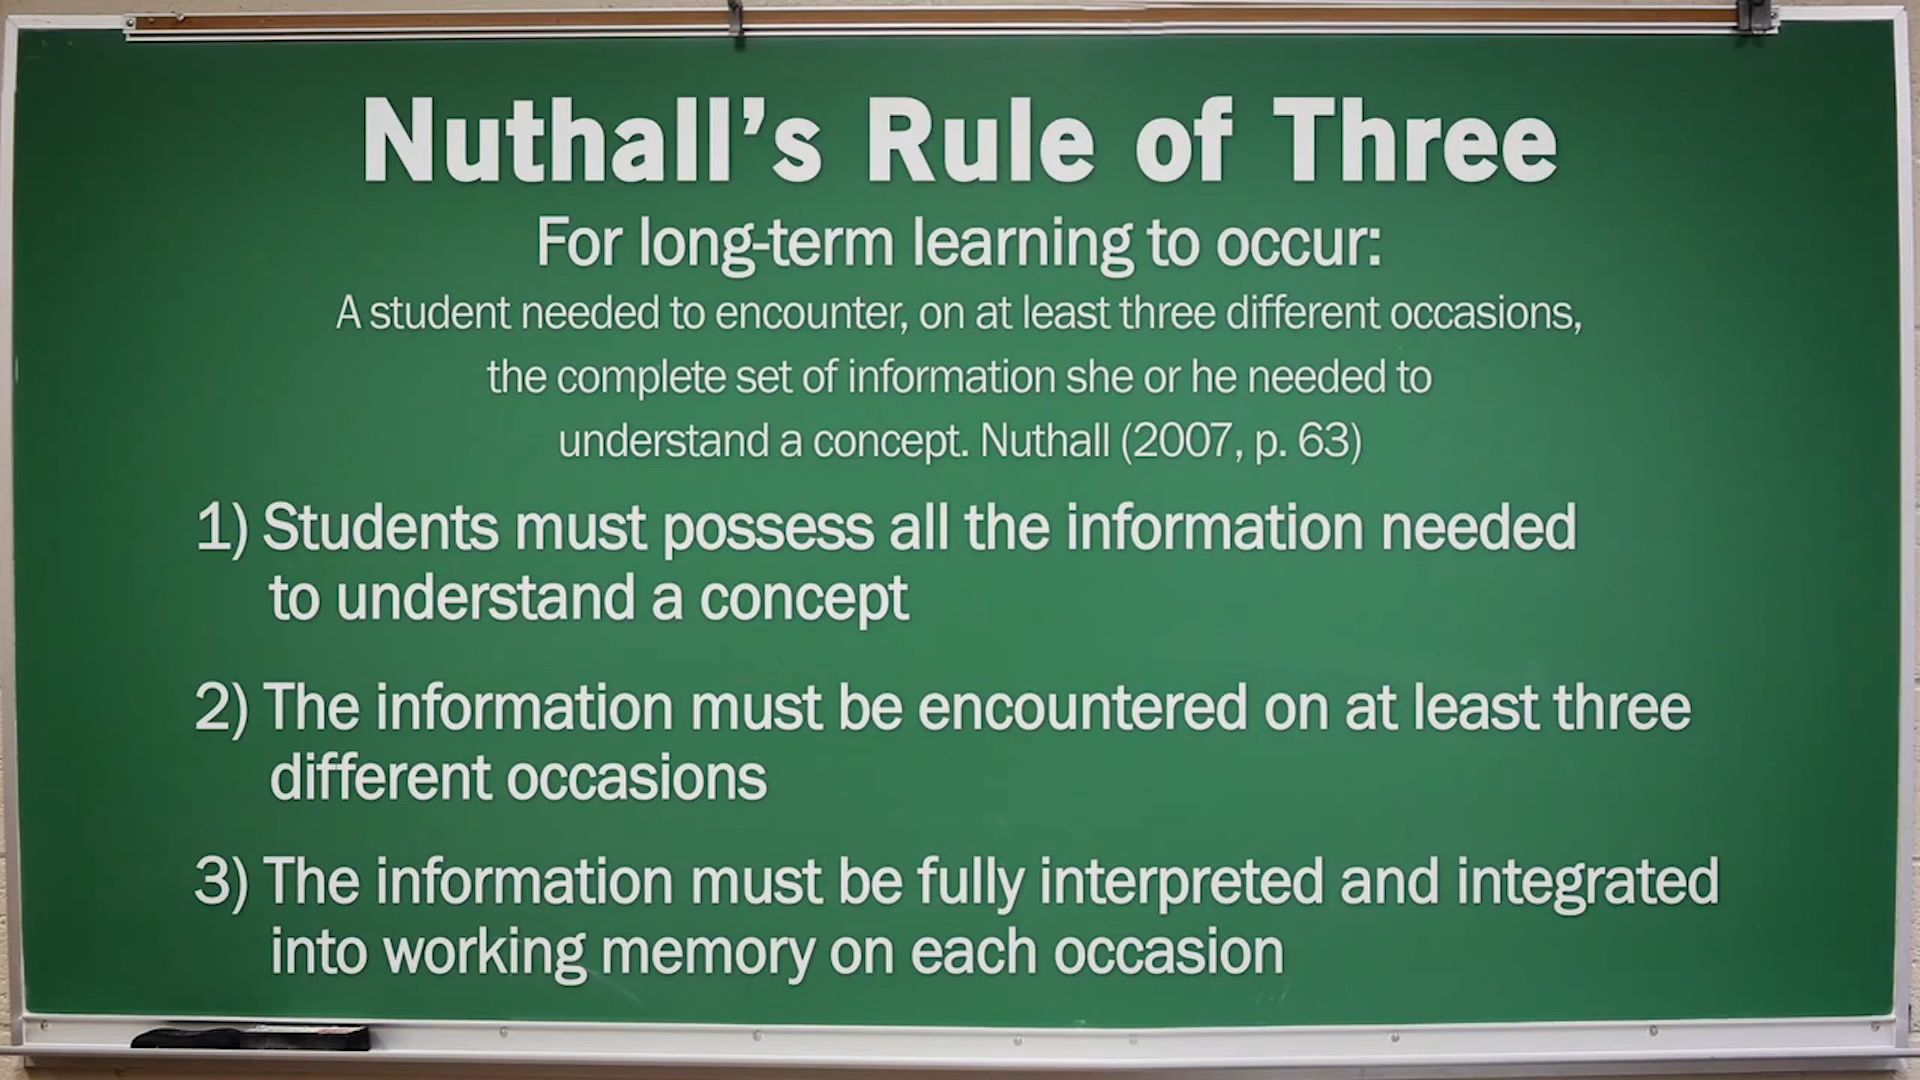 Nuthall's Rule of Three
For long-term learning to occur:
A student needed to encounter, on at least three different occasions,
the complete set of information she or he needed to
understand a concept. Nuthall (2007, p. 63)
1) Students must possess all the information needed
to understand a concept
2) The information must be encountered on at least three
different occasions
3) The information must be fully interpreted and integrated
into working memory on each occasion